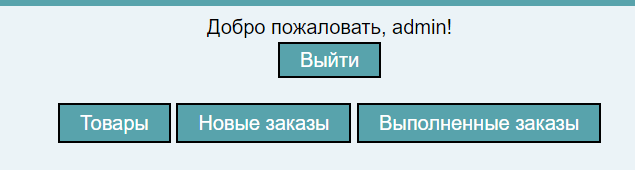 Добро пожаловать, admin!
Выйти
Товары Новые заказы Выполненные заказы